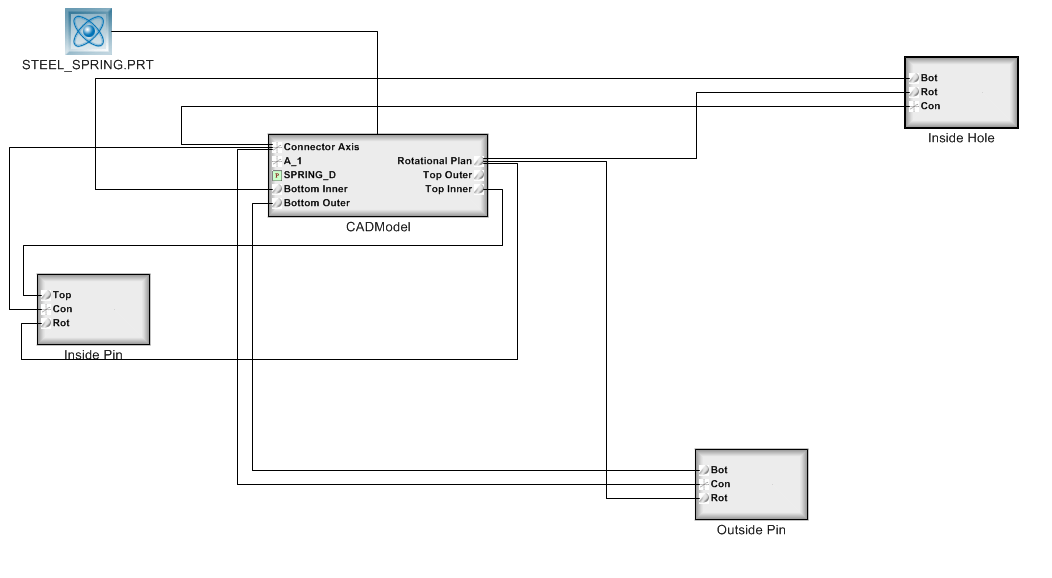 STEEL_SPRING.PRT
Bot
Rot
Con
Inside Hole
Connector Axis
A_1
SPRING_D
Bottom Inner
Bottom Outer
Rotational Plan
Top Outer
Top Inner
CADModel
Top
Con
Rot
Inside Pin
Bot
Con
Rot
Outside Pin